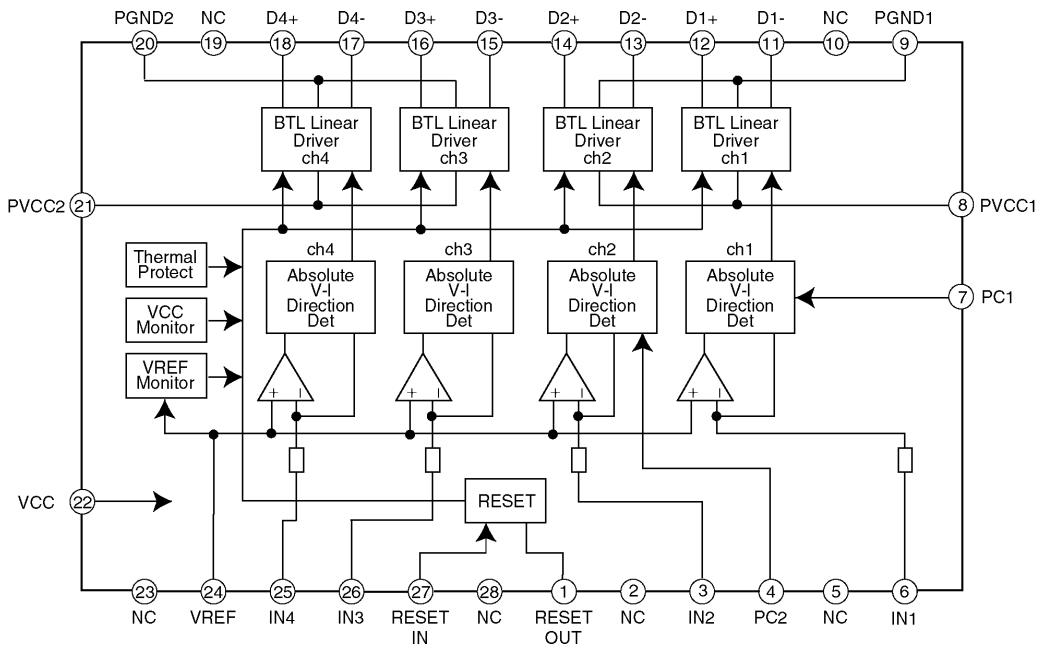 PGND2 NC D4+ D4- D3+ D3- D2+ D2- D1+ D1- NC PGND1
20 19 18 17 16 15 14 13 12 11 10 9
BTL Linear
Driver
ch4
BTL Linear
Driver
ch3
BTL Linear
Driver
ch2
BTL Linear
Driver
ch1
PVCC2 21
8 PVCC1
Thermal
Protect
VCC
Monitor
VREF
Monitor
ch4
Absolute
V-I
Direction
Det
ch3
Absolute
V-I
Direction
Det
ch2
Absolute
V-I
Direction
Det
ch1
Absolute
V-I
Direction
Det
7 PC1
+ − + − + − + −
VCC 22
RESET
23 24 25 26 27 28 1 2 3 4 5 6
NC VREF IN4 IN3 RESET IN NC RESET OUT NC IN2 PC2 NC IN1